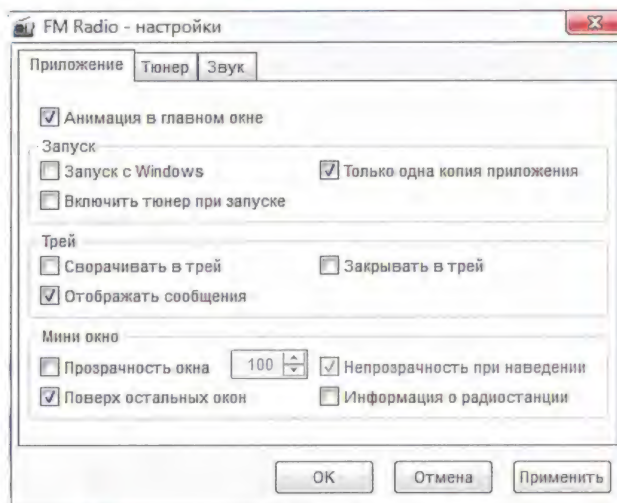 FM Radio - настройки
Приложение Тюнер Звук
Анимация в главном окне
Запуск
Запуск с Windows Только одна копия приложения
Включить тюнер при запуске
Трей
Сворачивать в трей Закрывать в трей
Отображать сообщения
Мини окно
Прозрачность окна 100 Непрозрачность при наведении
Поверх остальных окон Информация о радиостанции
OK Отмена Применить